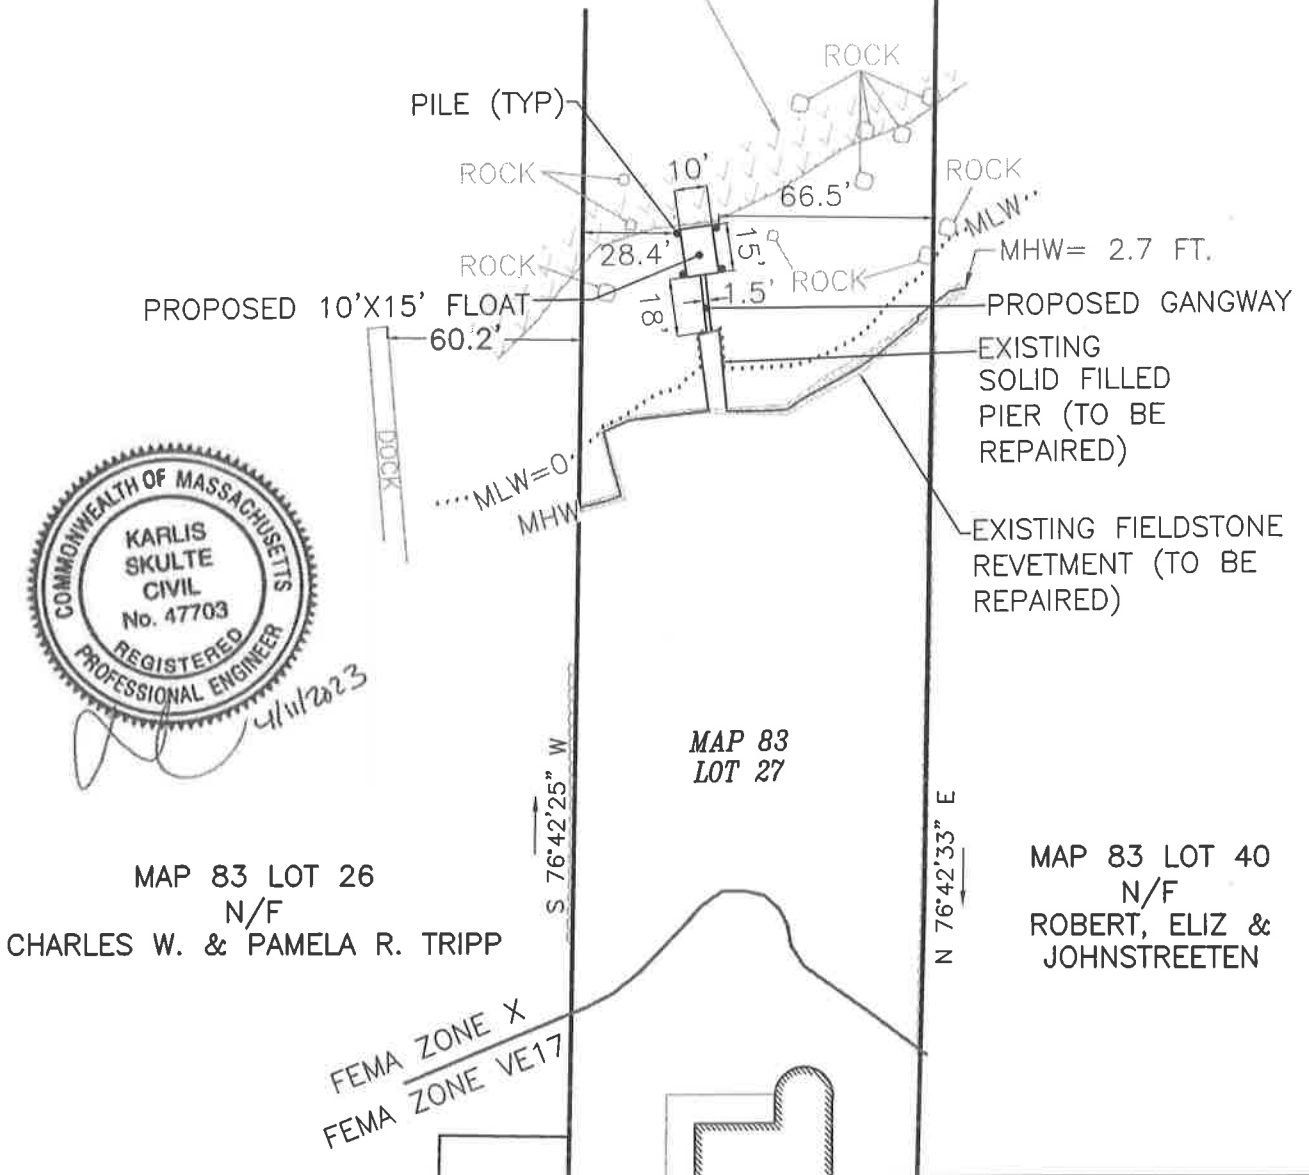 ROCK
PILE (TYP)
ROCK
10'
66.5'
ROCK
MLW
28.4'
15'
MHW= 2.7 FT.
ROCK
ROCK
PROPOSED 10'X15' FLOAT
18'
1.5'
PROPOSED GANGWAY
60.2'
EXISTING
SOLID FILLED
PIER (TO BE
REPAIRED)
DOCK
MLW=0
MHW
EXISTING FIELDSTONE
REVETMENT (TO BE
REPAIRED)
COMMONWEALTH OF MASSACHUSETTS
KARLIS
SKULTE
CIVIL
No. 47703
REGISTERED
PROFESSIONAL ENGINEER
4/11/2023
MAP 83
LOT 27
S 76°42'25" W
N 76°42'33" E
MAP 83 LOT 26
N/F
CHARLES W. & PAMELA R. TRIPP
MAP 83 LOT 40
N/F
ROBERT, ELIZ &
JOHNSTREETEN
FEMA ZONE X
FEMA ZONE VE17